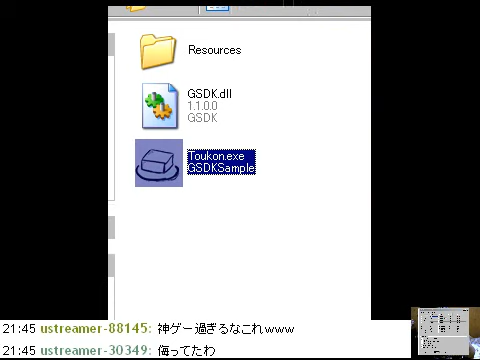 Resources
GSDK.dll
1.1.0.0
GSDK
Toukon.exe
GSDKSample
21:45 ustreamer-88145: 神ゲー過ぎるなこれwww
21:45 ustreamer-30349: 侮ってたわ